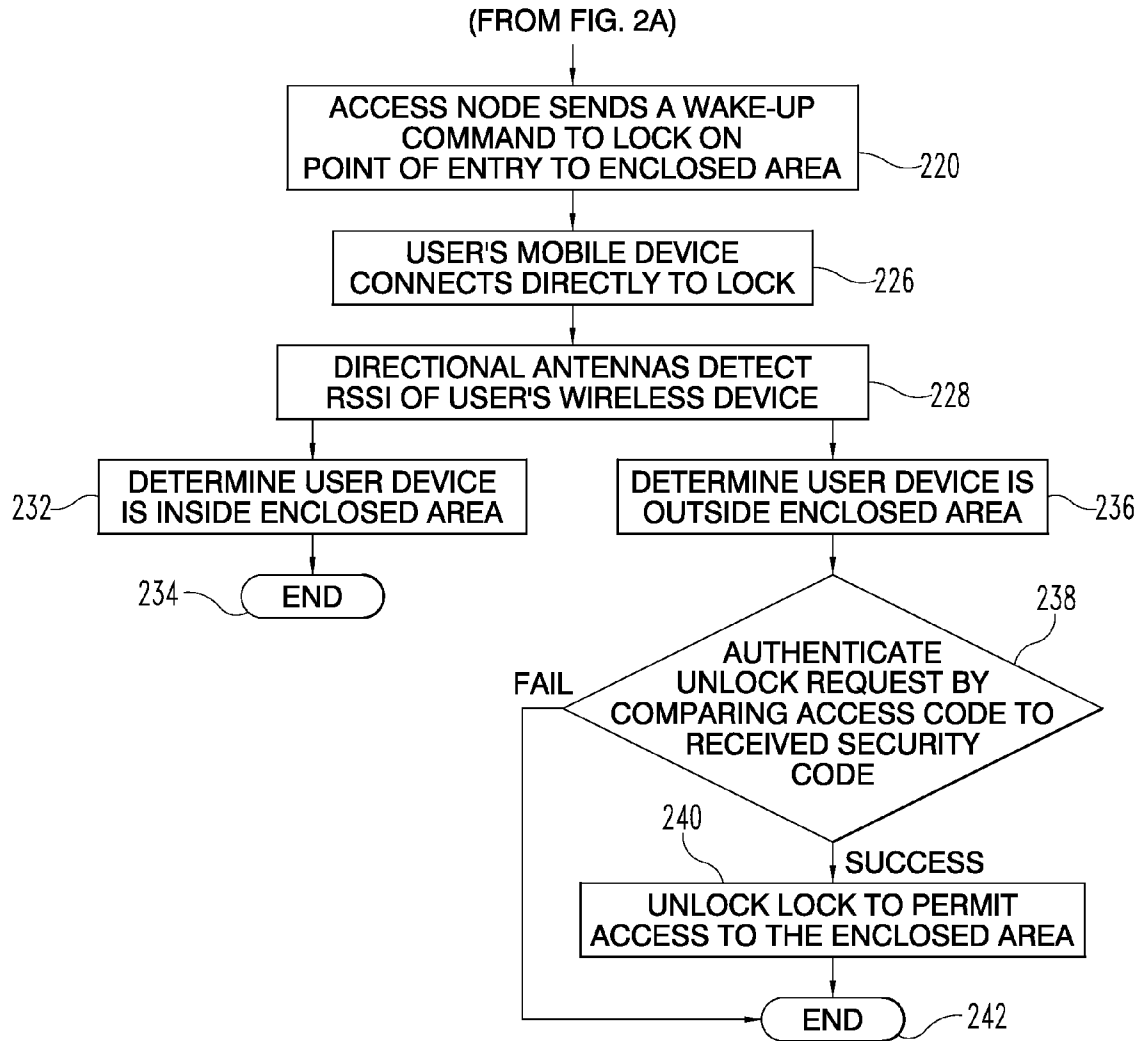 (FROM FIG. 2A)
ACCESS NODE SENDS A WAKE-UP
COMMAND TO LOCK ON
POINT OF ENTRY TO ENCLOSED AREA
220
USER'S MOBILE DEVICE
CONNECTS DIRECTLY TO LOCK
226
DIRECTIONAL ANTENNAS DETECT
RSSI OF USER'S WIRELESS DEVICE
228
232
DETERMINE USER DEVICE
IS INSIDE ENCLOSED AREA
DETERMINE USER DEVICE IS
OUTSIDE ENCLOSED AREA
236
234
END
238
AUTHENTICATE
UNLOCK REQUEST BY
COMPARING ACCESS CODE TO
RECEIVED SECURITY
CODE
FAIL
240
SUCCESS
UNLOCK LOCK TO PERMIT
ACCESS TO THE ENCLOSED AREA
END
242